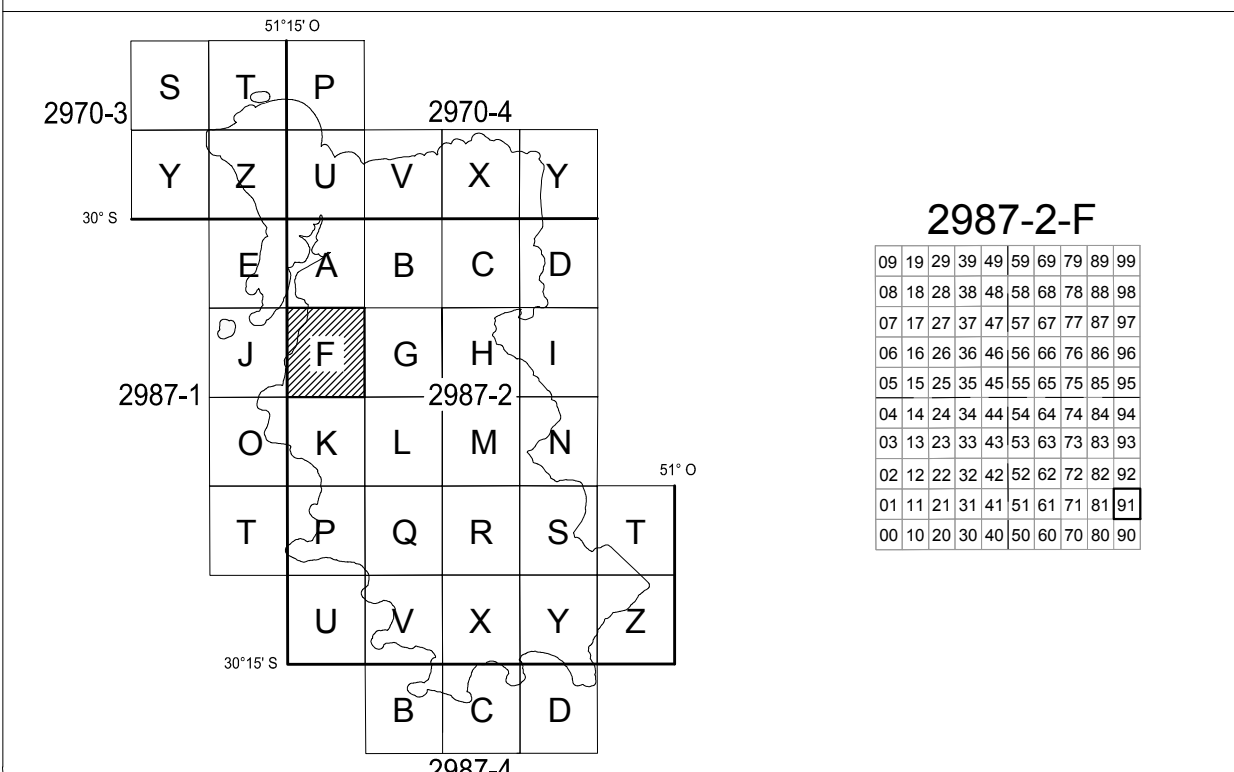 51°15' O
S T P
2970-3 2970-4
Y Z U V X Y
30° S
E A B C D
J F G H I
2987-1 2987-2
O K L M N
51° O
T P Q R S T
U V X Y Z
30°15' S
B C D
2987-4
2987-2-F
09 19 29 39 49 59 69 79 89 99
08 18 28 38 48 58 68 78 88 98
07 17 27 37 47 57 67 77 87 97
06 16 26 36 46 56 66 76 86 96
05 15 25 35 45 55 65 75 85 95
04 14 24 34 44 54 64 74 84 94
03 13 23 33 43 53 63 73 83 93
02 12 22 32 42 52 62 72 82 92
01 11 21 31 41 51 61 71 81 91
00 10 20 30 40 50 60 70 80 90